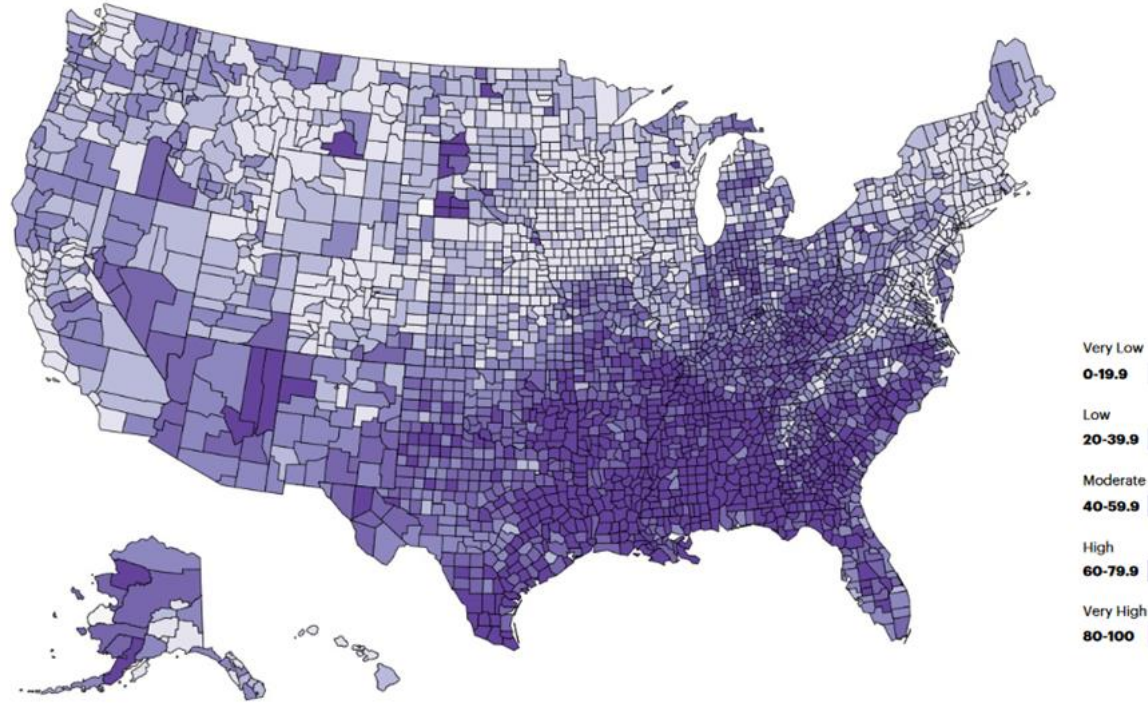 Very Low
0-19.9
Low
20-39.9
Moderate
40-59.9
High
60-79.9
Very High
80-100